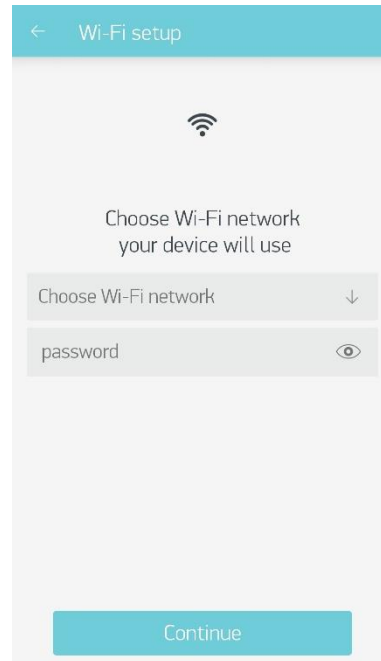 Wi-Fi setup
Choose Wi-Fi network
your device will use
Choose Wi-Fi network
password
Continue